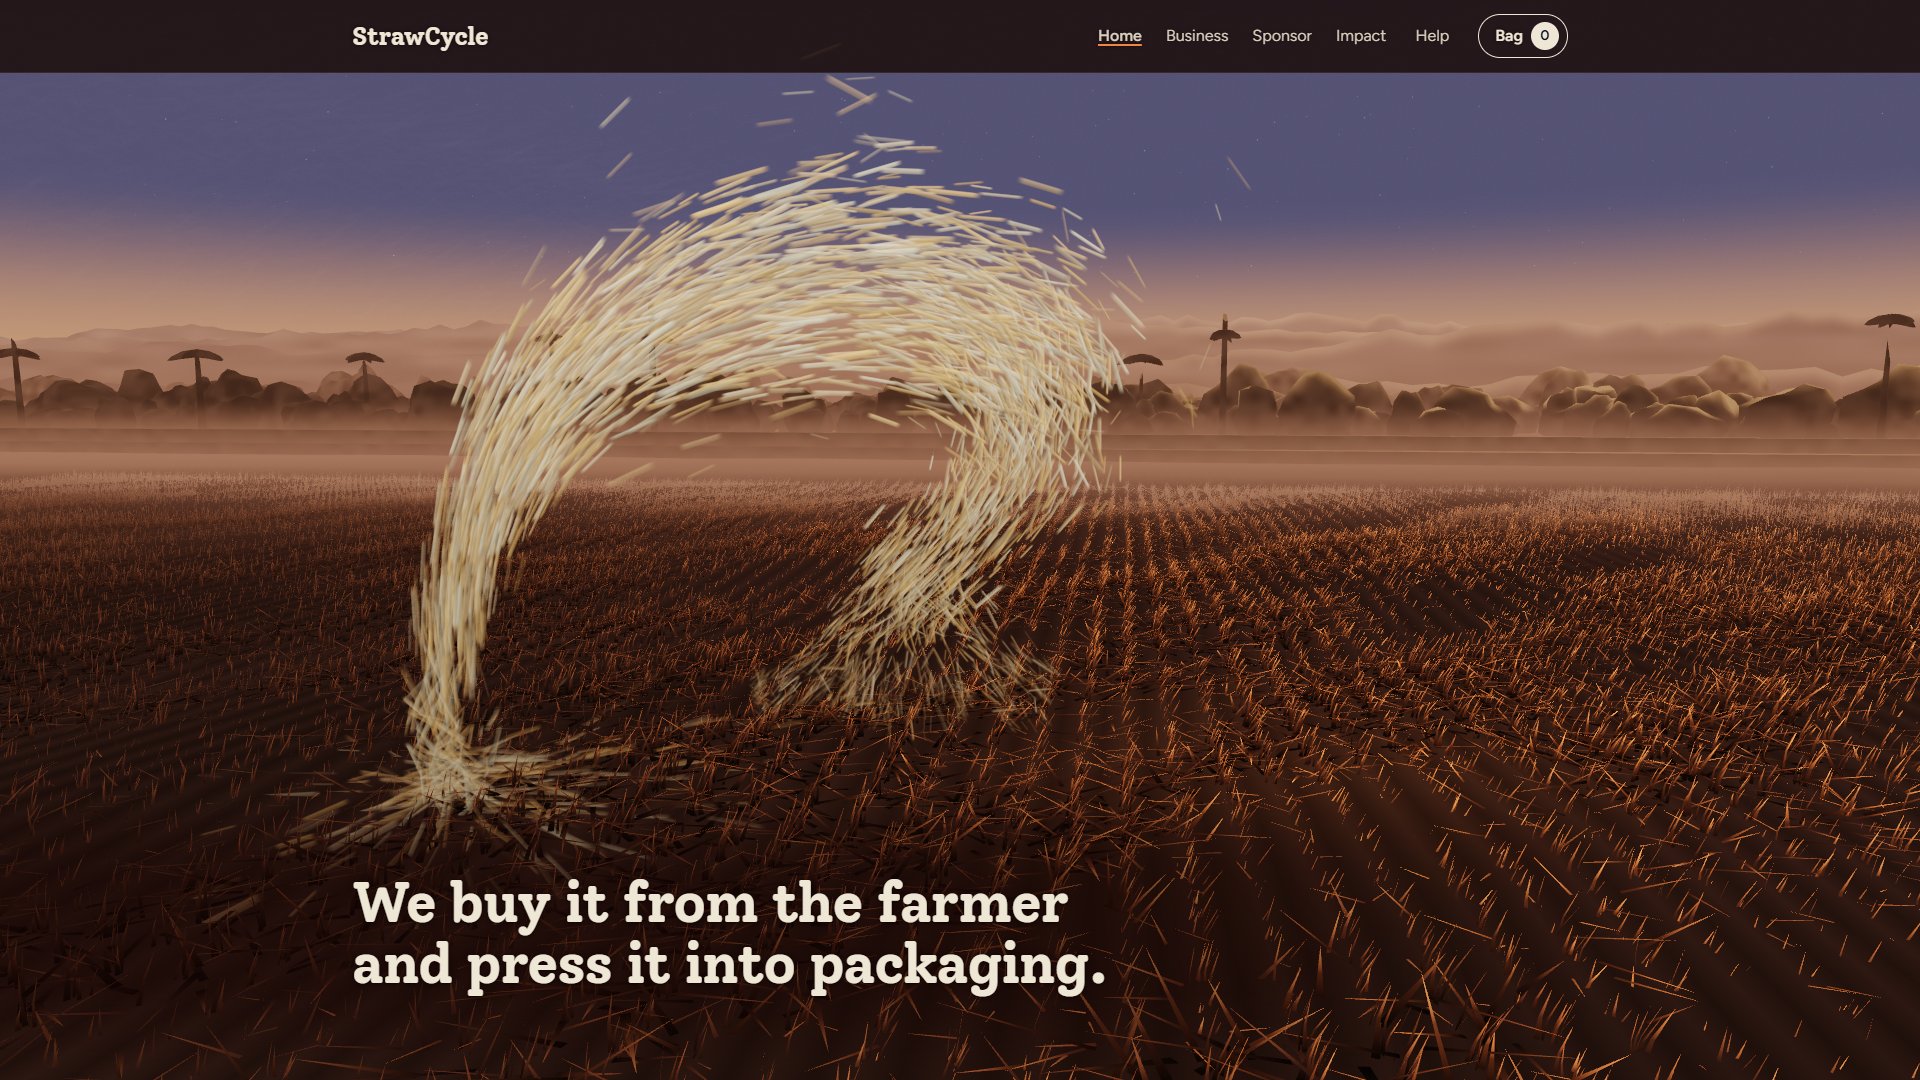 StrawCycle
Home Business Sponsor Impact Help Bag 0
We buy it from the farmer
and press it into packaging.